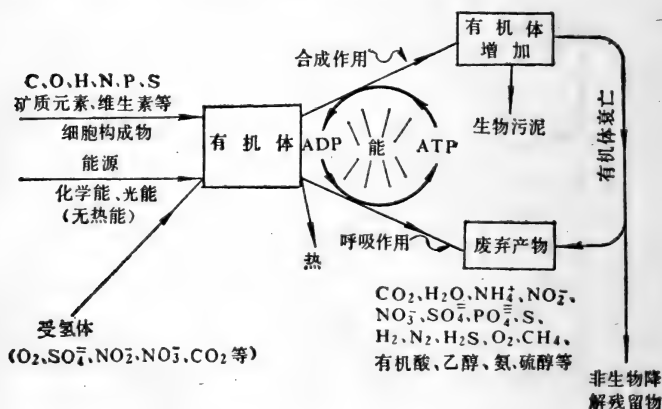 C、O、H、N、P、S
矿质元素、维生素等
细胞构成物
能源
化学能、光能
(无热能)
受氢体
(O₂、SO₄⁼、NO₂⁻、NO₃⁻、CO₂ 等)
有机体
合成作用
ADP
能
ATP
热
呼吸作用
有机体
增加
生物污泥
有机体衰亡
废弃产物
CO₂、H₂O、NH₄⁺、NO₂⁻、
NO₃⁻、SO₄⁼、PO₄≡、S、
H₂、N₂、H₂S、O₂、CH₄、
有机酸、乙醇、氨、硫醇等
非生物降
解残留物